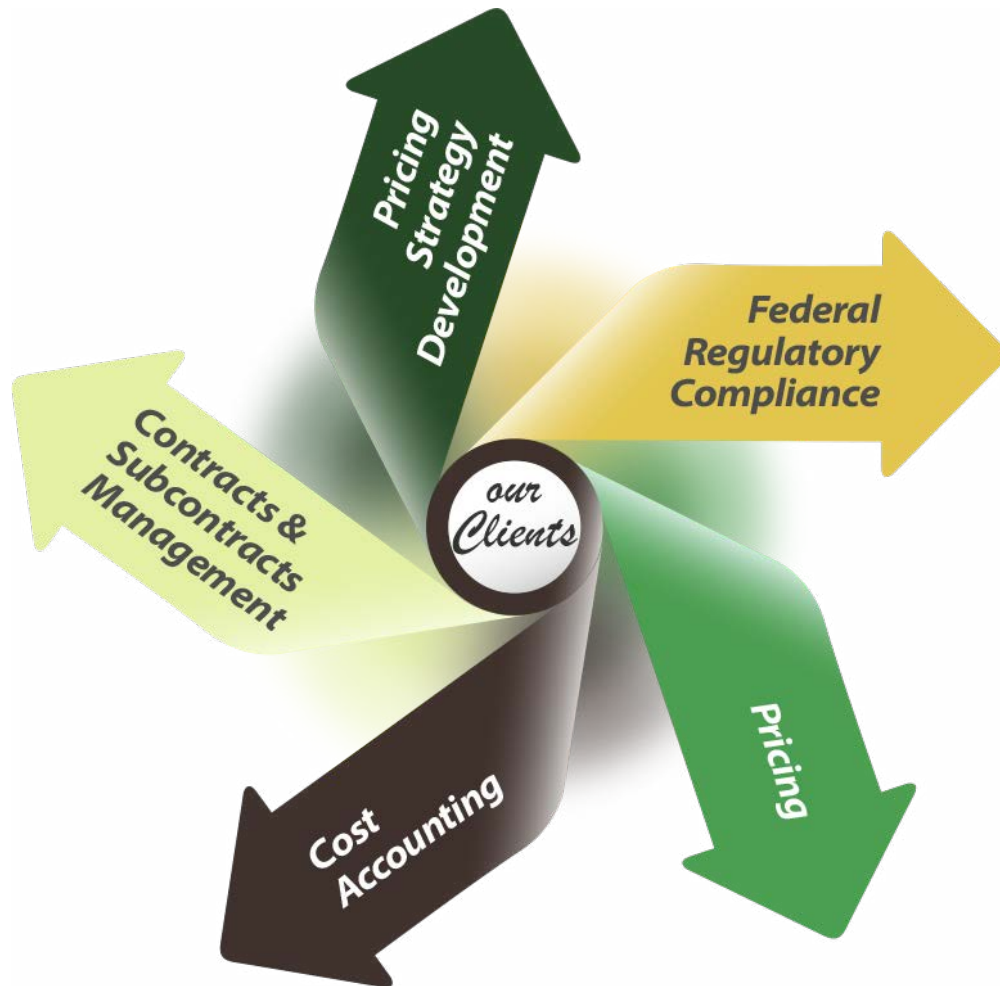 Pricing
Strategy
Development
Federal
Regulatory
Compliance
Contracts &
Subcontracts
Management
our
Clients
Pricing
Cost
Accounting